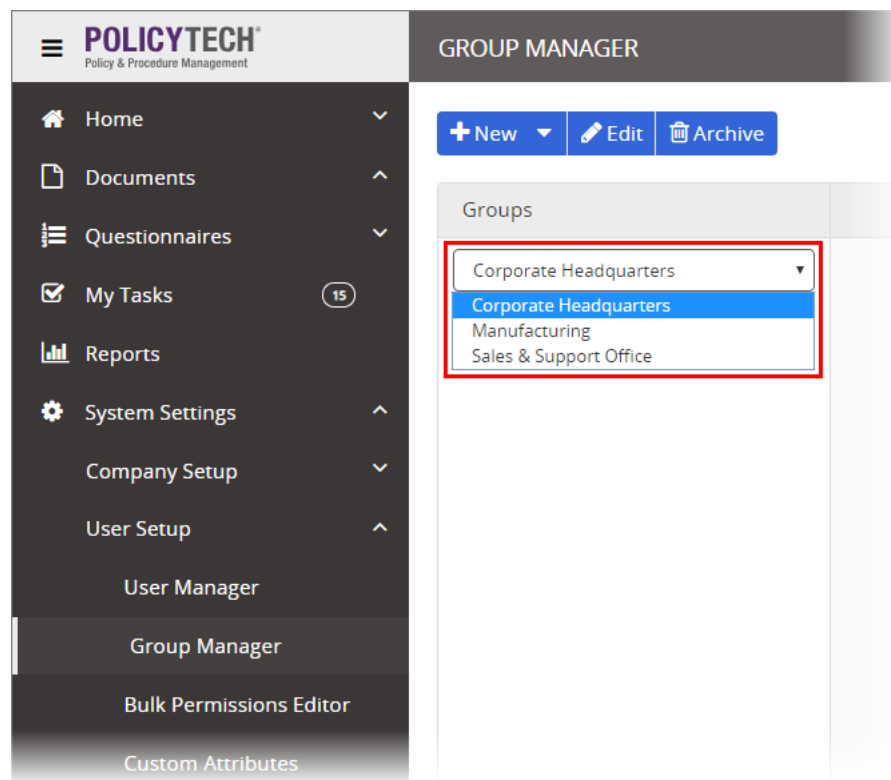 POLICYTECH®
Policy & Procedure Management
GROUP MANAGER
Home
Documents
Questionnaires
My Tasks 15
Reports
System Settings
Company Setup
User Setup
User Manager
Group Manager
Bulk Permissions Editor
Custom Attributes
New Edit Archive
Groups
Corporate Headquarters
Corporate Headquarters
Manufacturing
Sales & Support Office